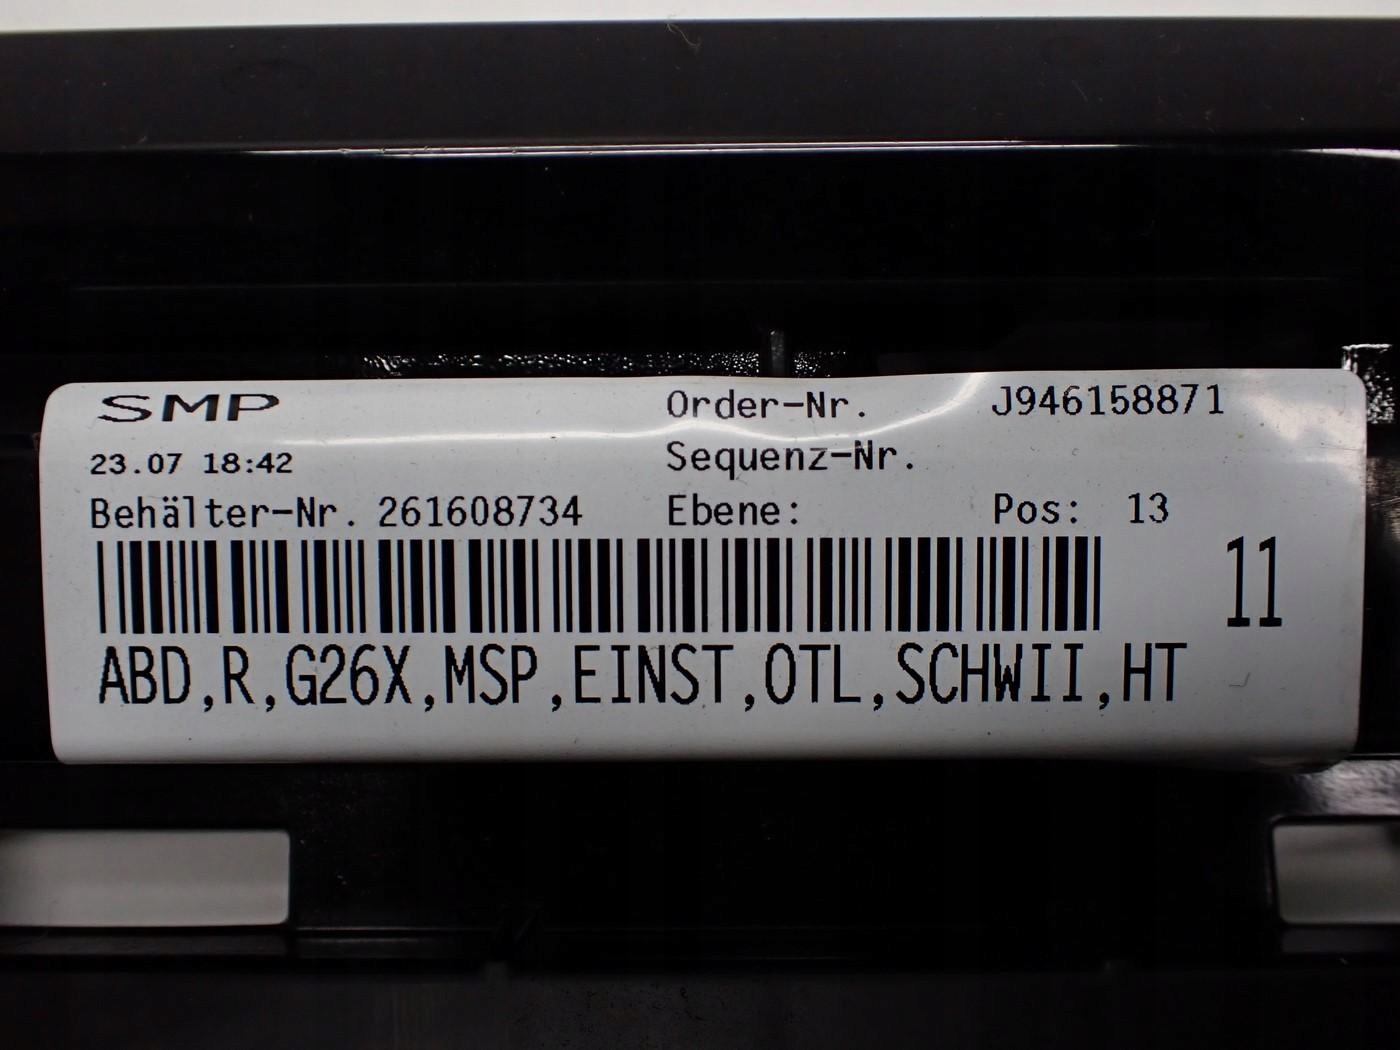 SMP
Order-Nr. J946158871
23.07 18:42
Sequenz-Nr.
Behälter-Nr. 261608734 Ebene: Pos: 13
11
ABD,R,G26X,MSP,EINST,OTL,SCHWII,HT